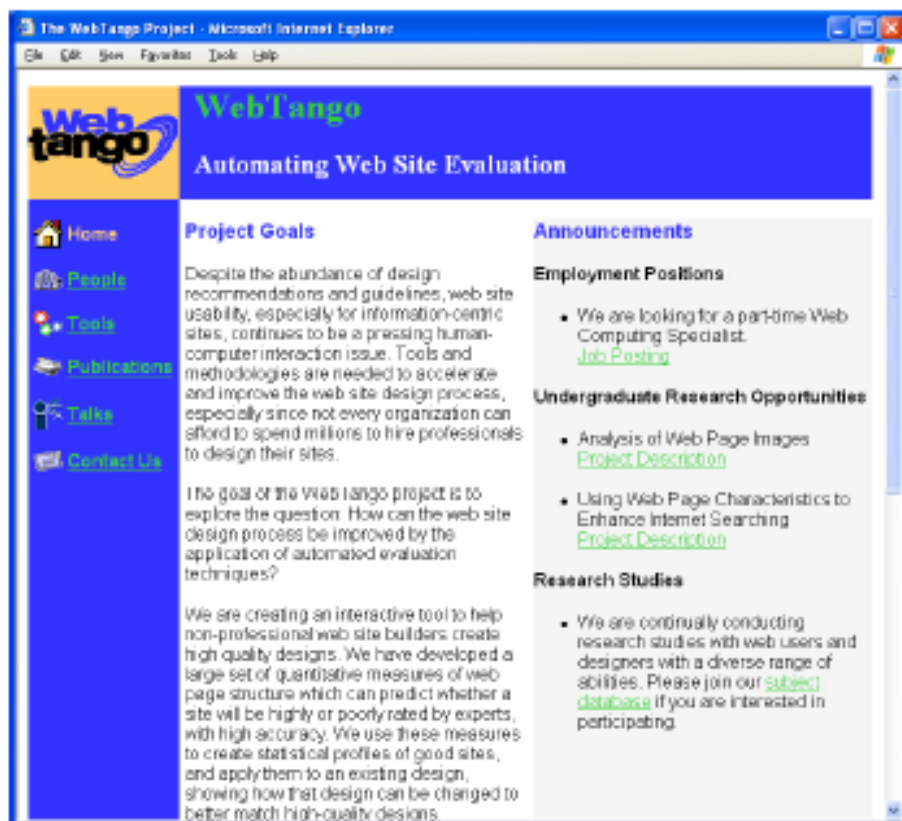 The WebTango Project - Microsoft Internet Explorer
File Edit View Favorites Tools Help
Web
tango
WebTango
Automating Web Site Evaluation
Home
People
Tools
Publications
Talks
Contact Us
Project Goals
Despite the abundance of design
recommendations and guidelines, web site
usability, especially for information-centric
sites, continues to be a pressing human-
computer interaction issue. Tools and
methodologies are needed to accelerate
and improve the web site design process,
especially since not every organization can
afford to spend millions to hire professionals
to design their sites.
The goal of the WebTango project is to
explore the question: How can the web site
design process be improved by the
application of automated evaluation
techniques?
We are creating an interactive tool to help
non-professional web site builders create
high quality designs. We have developed a
large set of quantitative measures of web
page structure which can predict whether a
site will be highly or poorly rated by experts,
with high accuracy. We use these measures
to create statistical profiles of good sites,
and apply them to an existing design,
showing how that design can be changed to
better match high-quality designs.
Announcements
Employment Positions
• We are looking for a part-time Web
Computing Specialist.
Job Posting
Undergraduate Research Opportunities
• Analysis of Web Page Images
Project Description
• Using Web Page Characteristics to
Enhance Internet Searching
Project Description
Research Studies
• We are continually conducting
research studies with web users and
designers with a diverse range of
abilities. Please join our subject
database if you are interested in
participating.